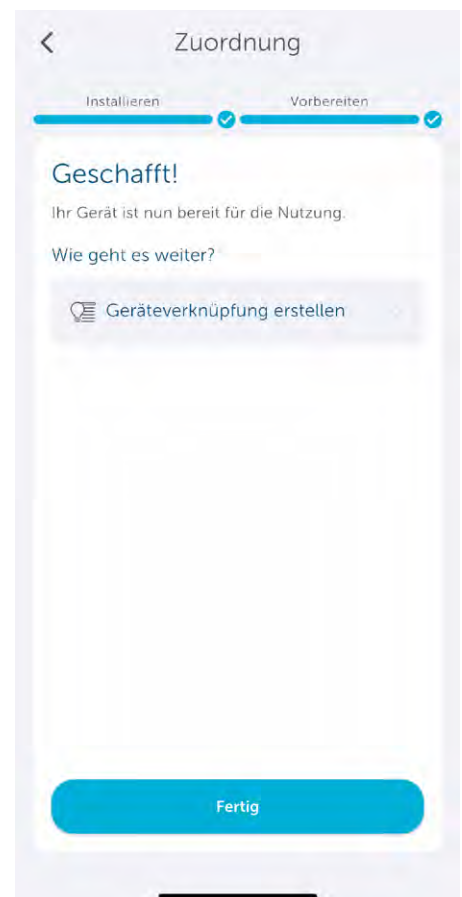 Zuordnung
Installieren
Vorbereiten
Geschafft!
Ihr Gerät ist nun bereit für die Nutzung.
Wie geht es weiter?
Geräteverknüpfung erstellen
Fertig